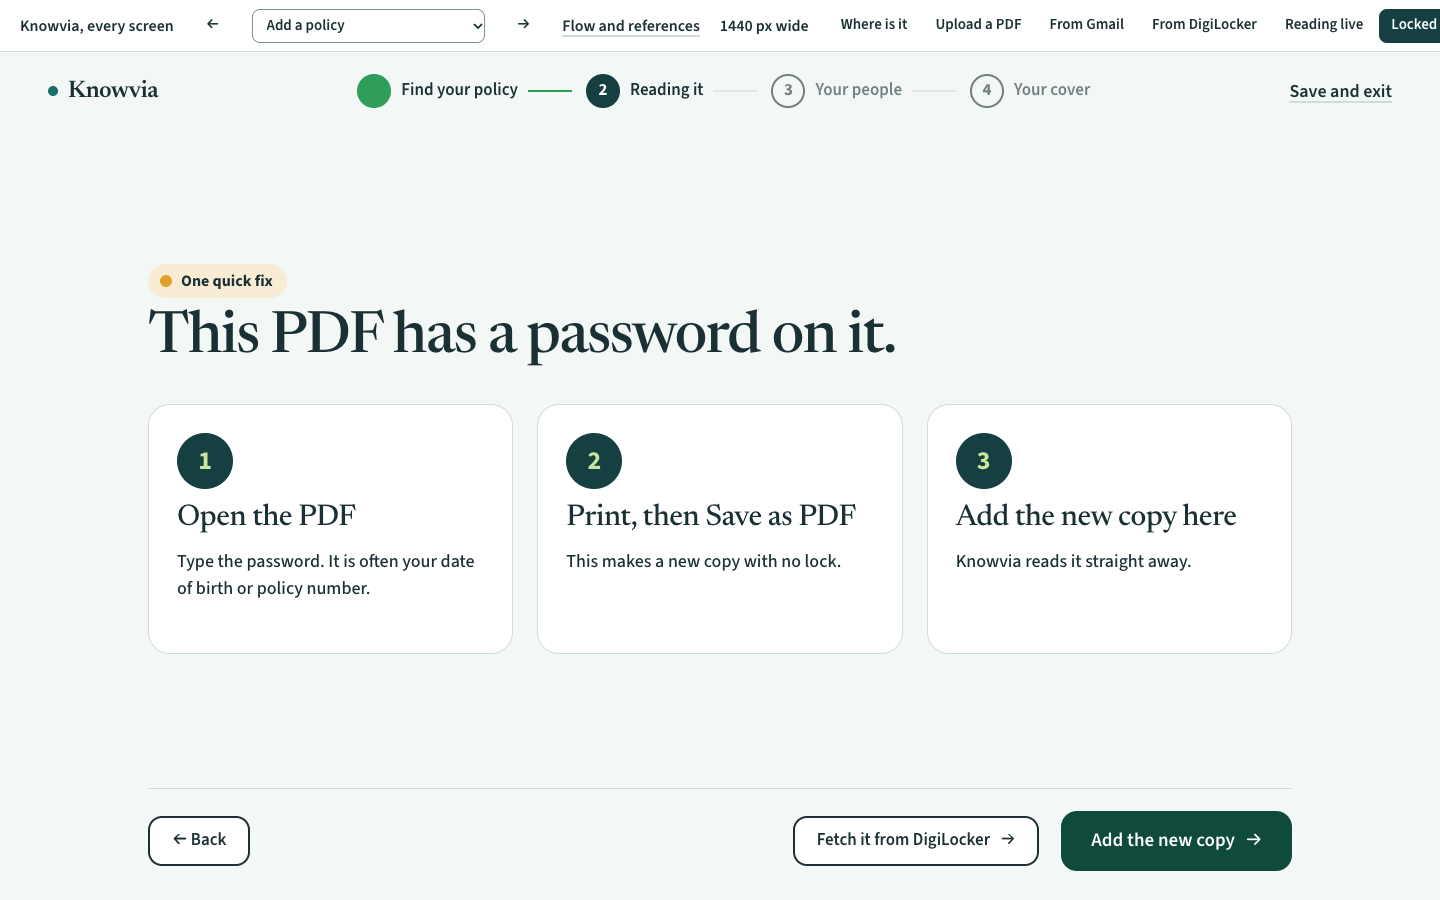 Knowvia, every screen ← Add a policy → Flow and references 1440 px wide Where is it Upload a PDF From Gmail From DigiLocker Reading live Locked
Knowvia Find your policy 2 Reading it 3 Your people 4 Your cover Save and exit
One quick fix
This PDF has a password on it.
1
Open the PDF
Type the password. It is often your date
of birth or policy number.
2
Print, then Save as PDF
This makes a new copy with no lock.
3
Add the new copy here
Knowvia reads it straight away.
← Back Fetch it from DigiLocker → Add the new copy →